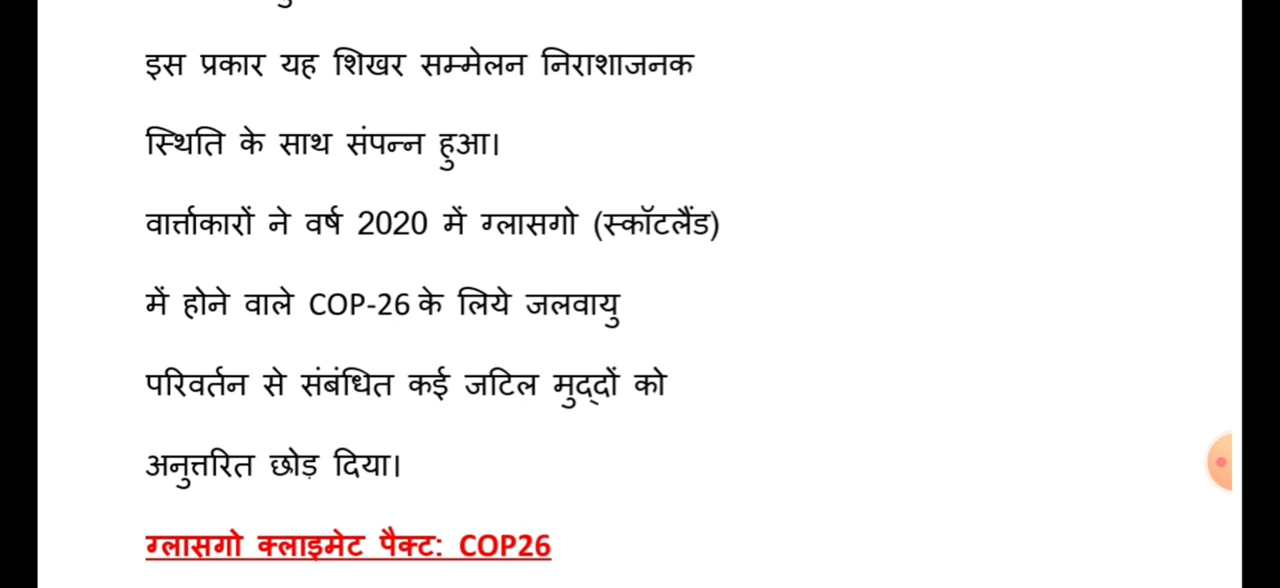 इस प्रकार यह शिखर सम्मेलन निराशाजनक
स्थिति के साथ संपन्न हुआ।
वार्त्ताकारों ने वर्ष 2020 में ग्लासगो (स्कॉटलैंड)
में होने वाले COP-26 के लिये जलवायु
परिवर्तन से संबंधित कई जटिल मुद्दों को
अनुत्तरित छोड़ दिया।
ग्लासगो क्लाइमेट पैक्ट: COP26